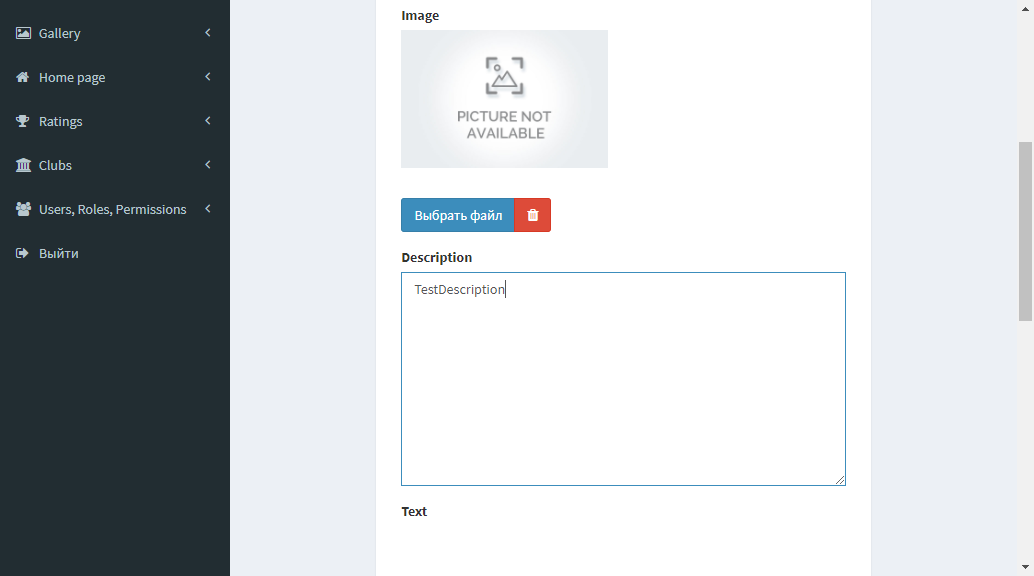 Gallery
Home page
Ratings
Clubs
Users, Roles, Permissions
Выйти
Image
PICTURE NOT
AVAILABLE
Выбрать файл
Description
TestDescription
Text